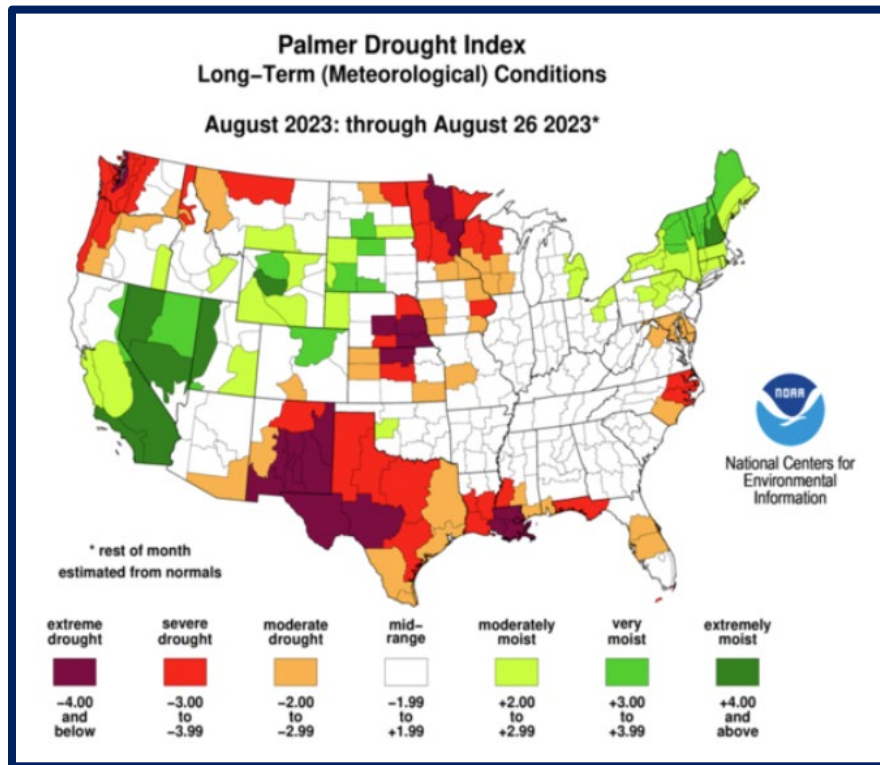 Palmer Drought Index
Long–Term (Meteorological) Conditions
August 2023: through August 26 2023*
NOAA
National Centers for
Environmental
Information
* rest of month
estimated from normals
extreme
drought
severe
drought
moderate
drought
mid–
range
moderately
moist
very
moist
extremely
moist
−4.00
and
below
−3.00
to
−3.99
−2.00
to
−2.99
−1.99
to
+1.99
+2.00
to
+2.99
+3.00
to
+3.99
+4.00
and
above